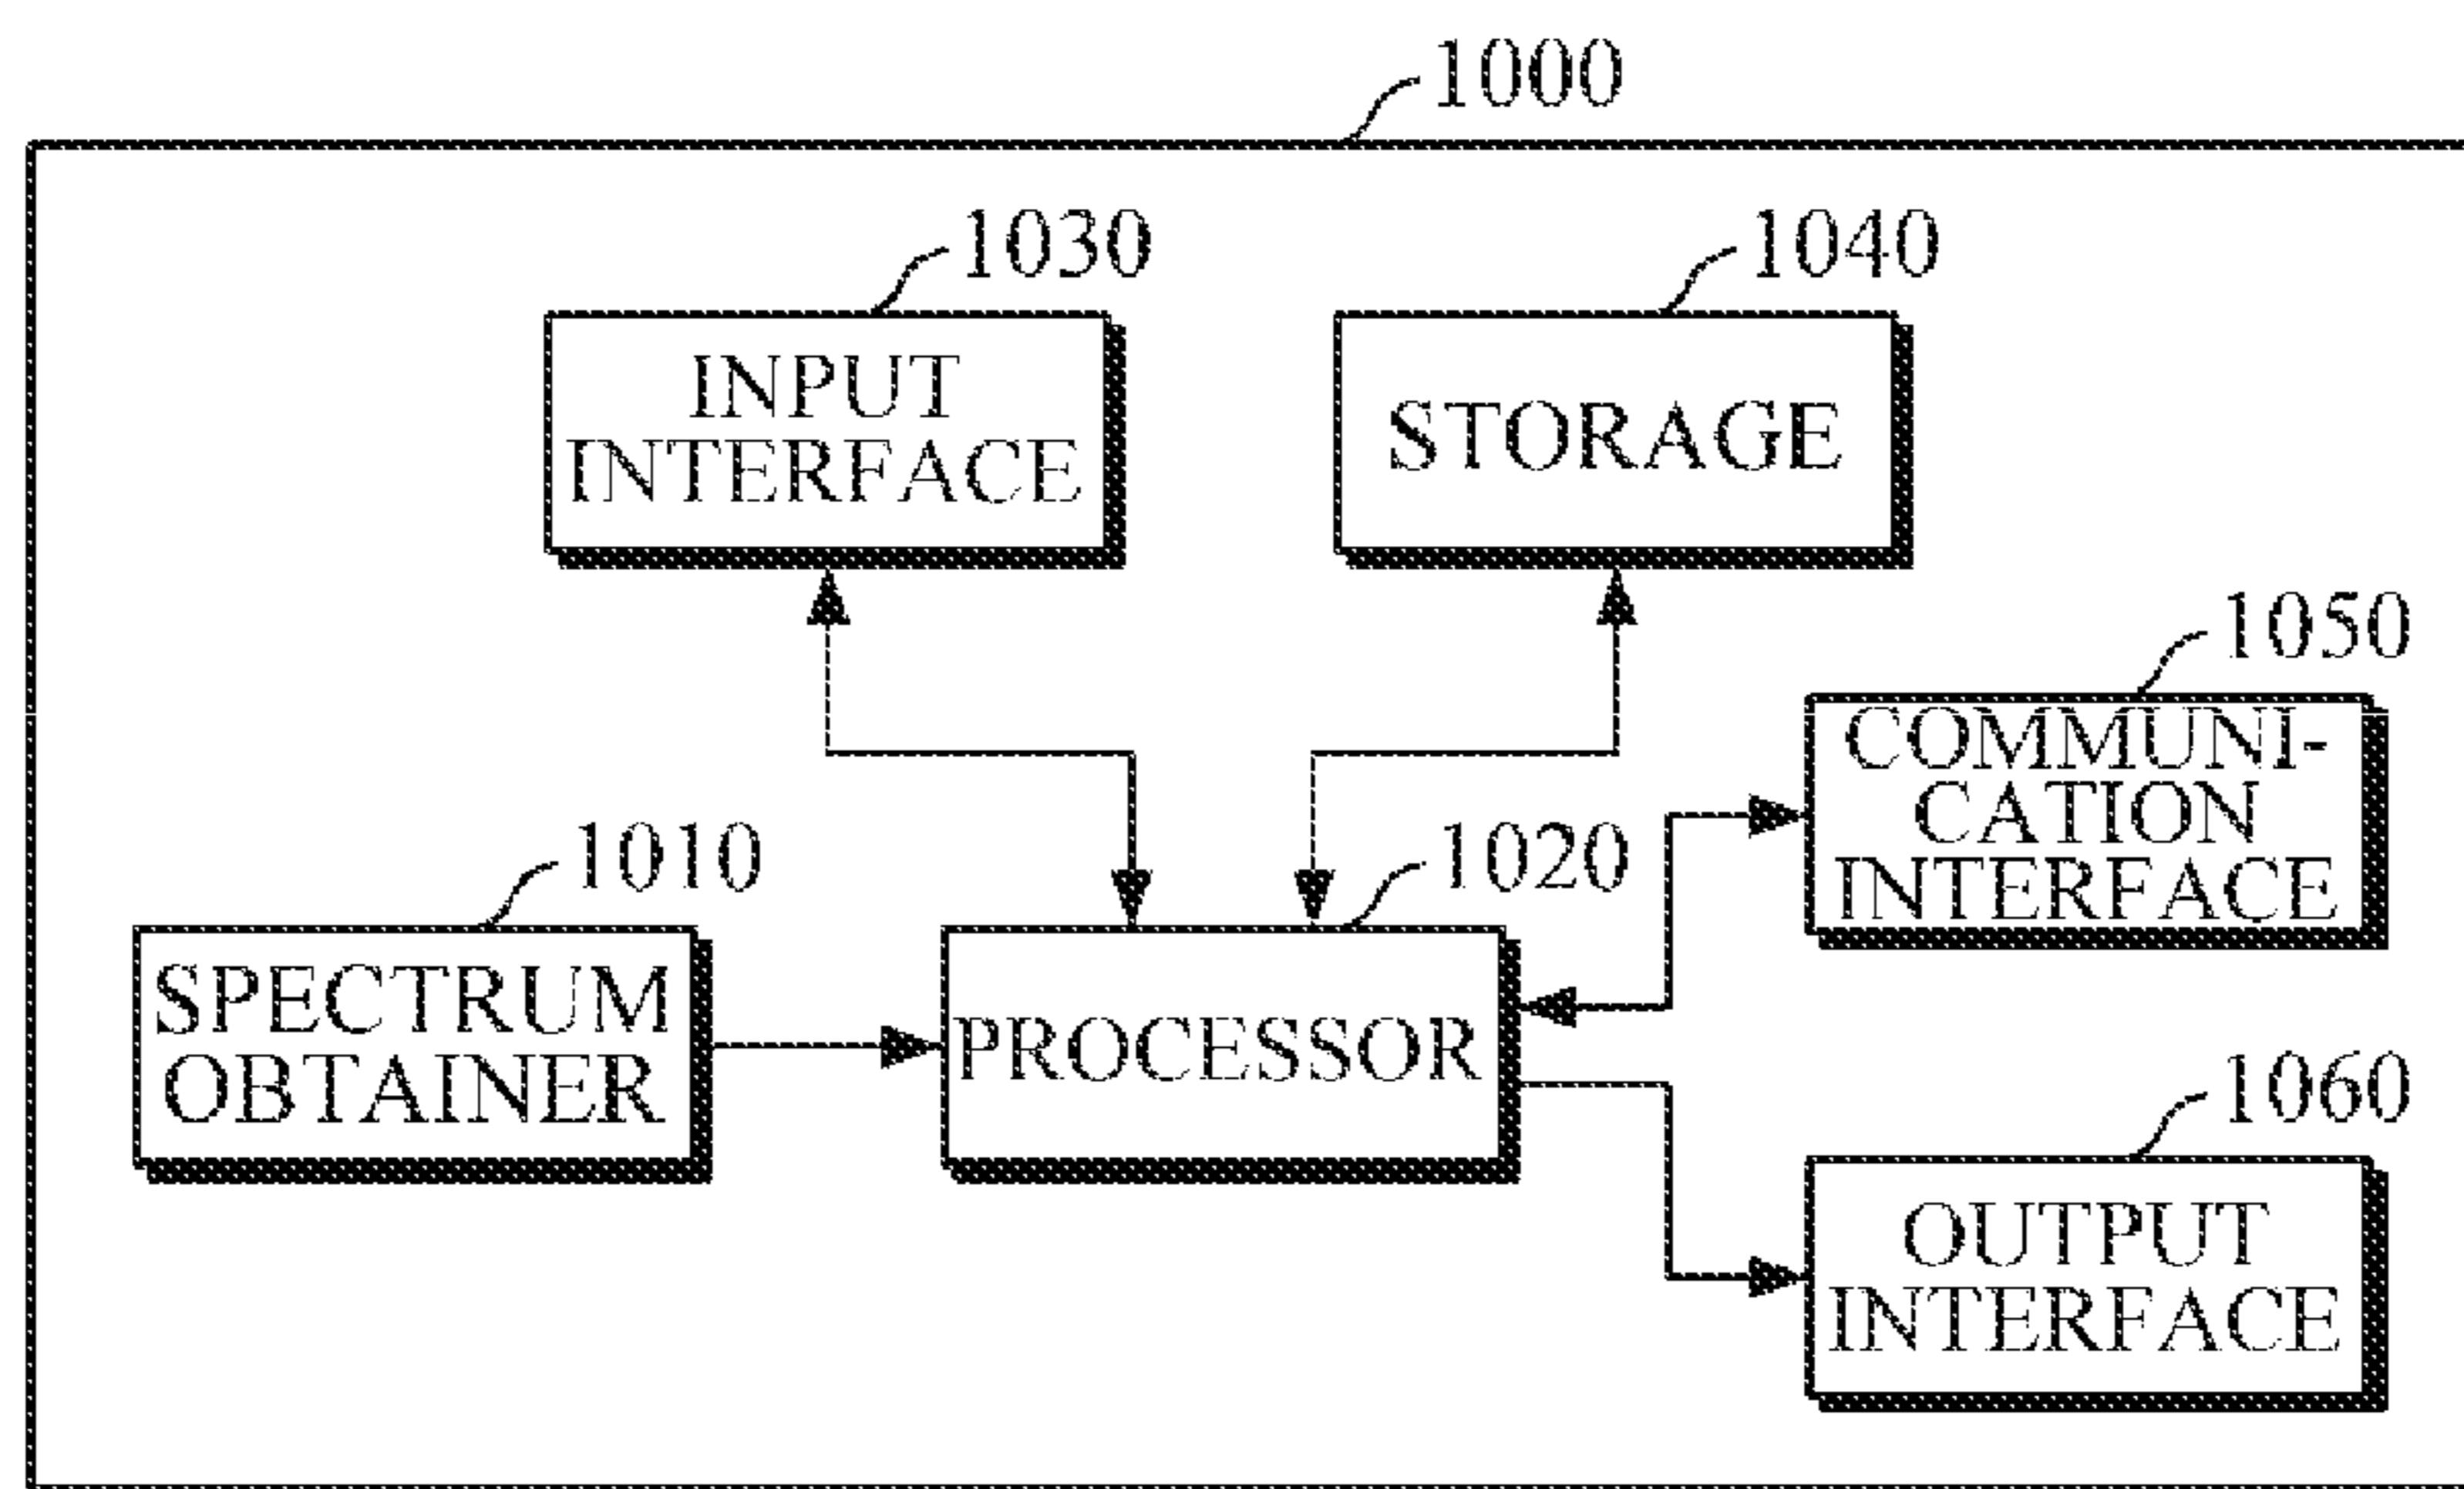 1000
1030
INPUT
INTERFACE
1040
STORAGE
1050
COMMUNI-
CATION
INTERFACE
1010
SPECTRUM
OBTAINER
1020
PROCESSOR
1060
OUTPUT
INTERFACE